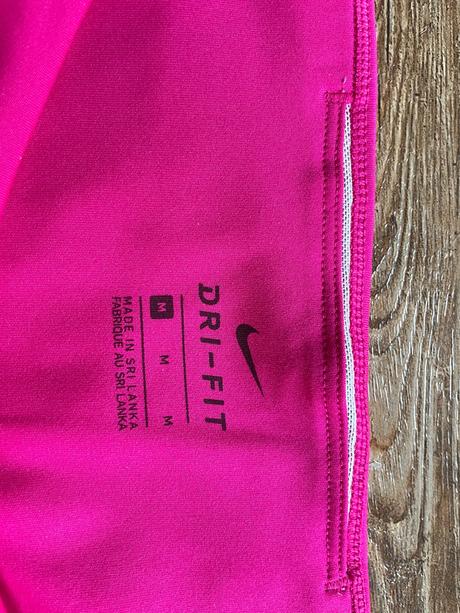 DRI-FIT
M M M
MADE IN SRI LANKA
FABRIQUE AU SRI LANKA